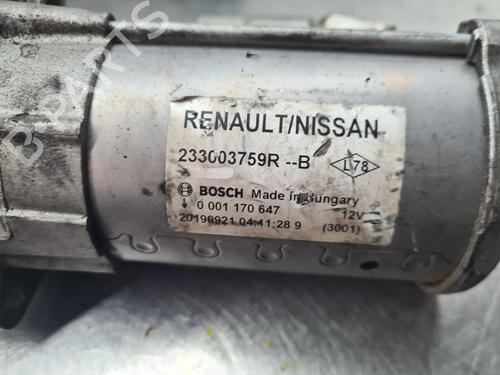 B-PARTS
RENAULT/NISSAN
233003759R --B
L78
BOSCH Made in Hungary
0 001 170 647 12V
20190921 04:41:28 9 (3001)